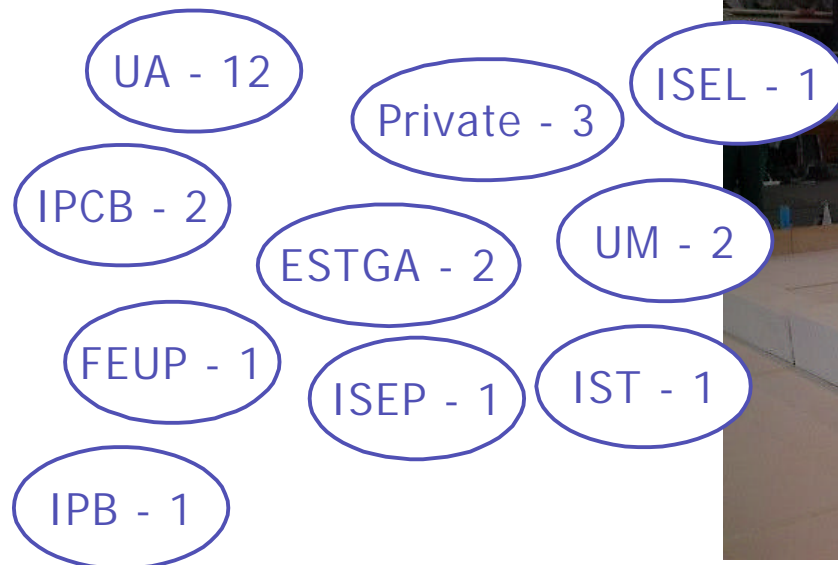 UA - 12
Private - 3
ISEL - 1
IPCB - 2
ESTGA - 2
UM - 2
FEUP - 1
ISEP - 1
IST - 1
IPB - 1